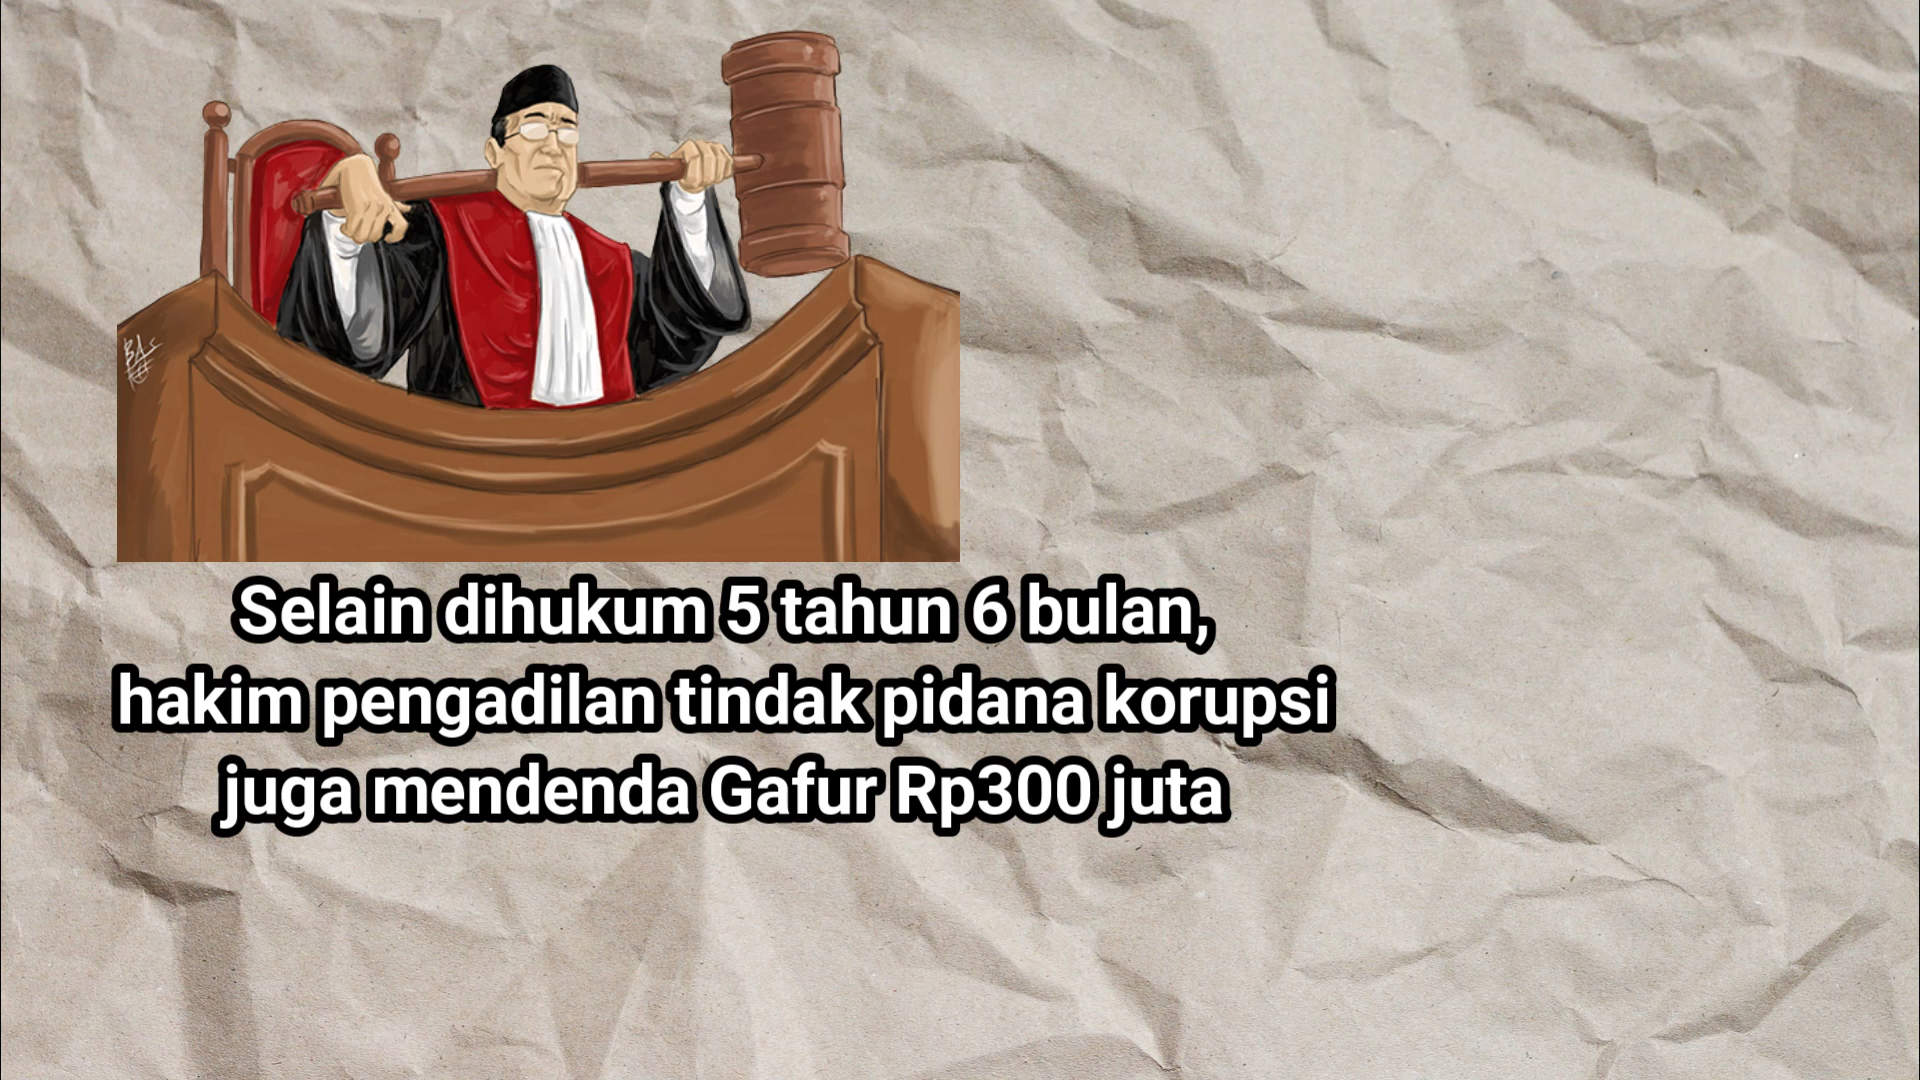 Selain dihukum 5 tahun 6 bulan,
hakim pengadilan tindak pidana korupsi
juga mendenda Gafur Rp300 juta